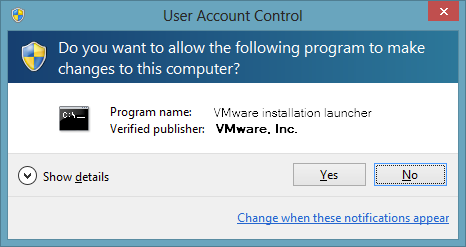 User Account Control
Do you want to allow the following program to make
changes to this computer?
C:\_
Program name: VMware installation launcher
Verified publisher: VMware, Inc.
Show details
Yes
No
Change when these notifications appear